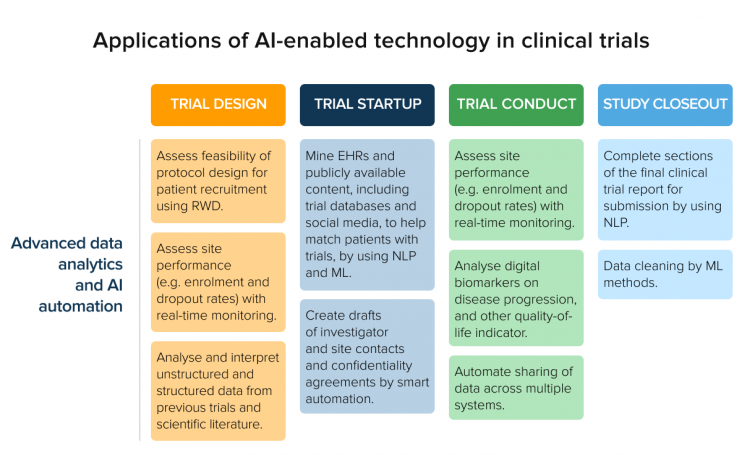 Applications of AI-enabled technology in clinical trials
TRIAL DESIGN
TRIAL STARTUP
TRIAL CONDUCT
STUDY CLOSEOUT
Advanced data
analytics
and AI
automation
Assess feasibility of
protocol design for
patient recruitment
using RWD.
Assess site
performance
(e.g. enrolment and
dropout rates) with
real-time monitoring.
Analyse and interpret
unstructured and
structured data from
previous trials and
scientific literature.
Mine EHRs and
publicly available
content, including
trial databases and
social media, to help
match patients with
trials, by using NLP
and ML.
Create drafts
of investigator
and site contacts
and confidentiality
agreements by smart
automation.
Assess site
performance
(e.g. enrolment and
dropout rates) with
real-time monitoring.
Analyse digital
biomarkers on
disease progression,
and other quality-of-
life indicator.
Automate sharing of
data across multiple
systems.
Complete sections
of the final clinical
trial report for
submission by using
NLP.
Data cleaning by ML
methods.